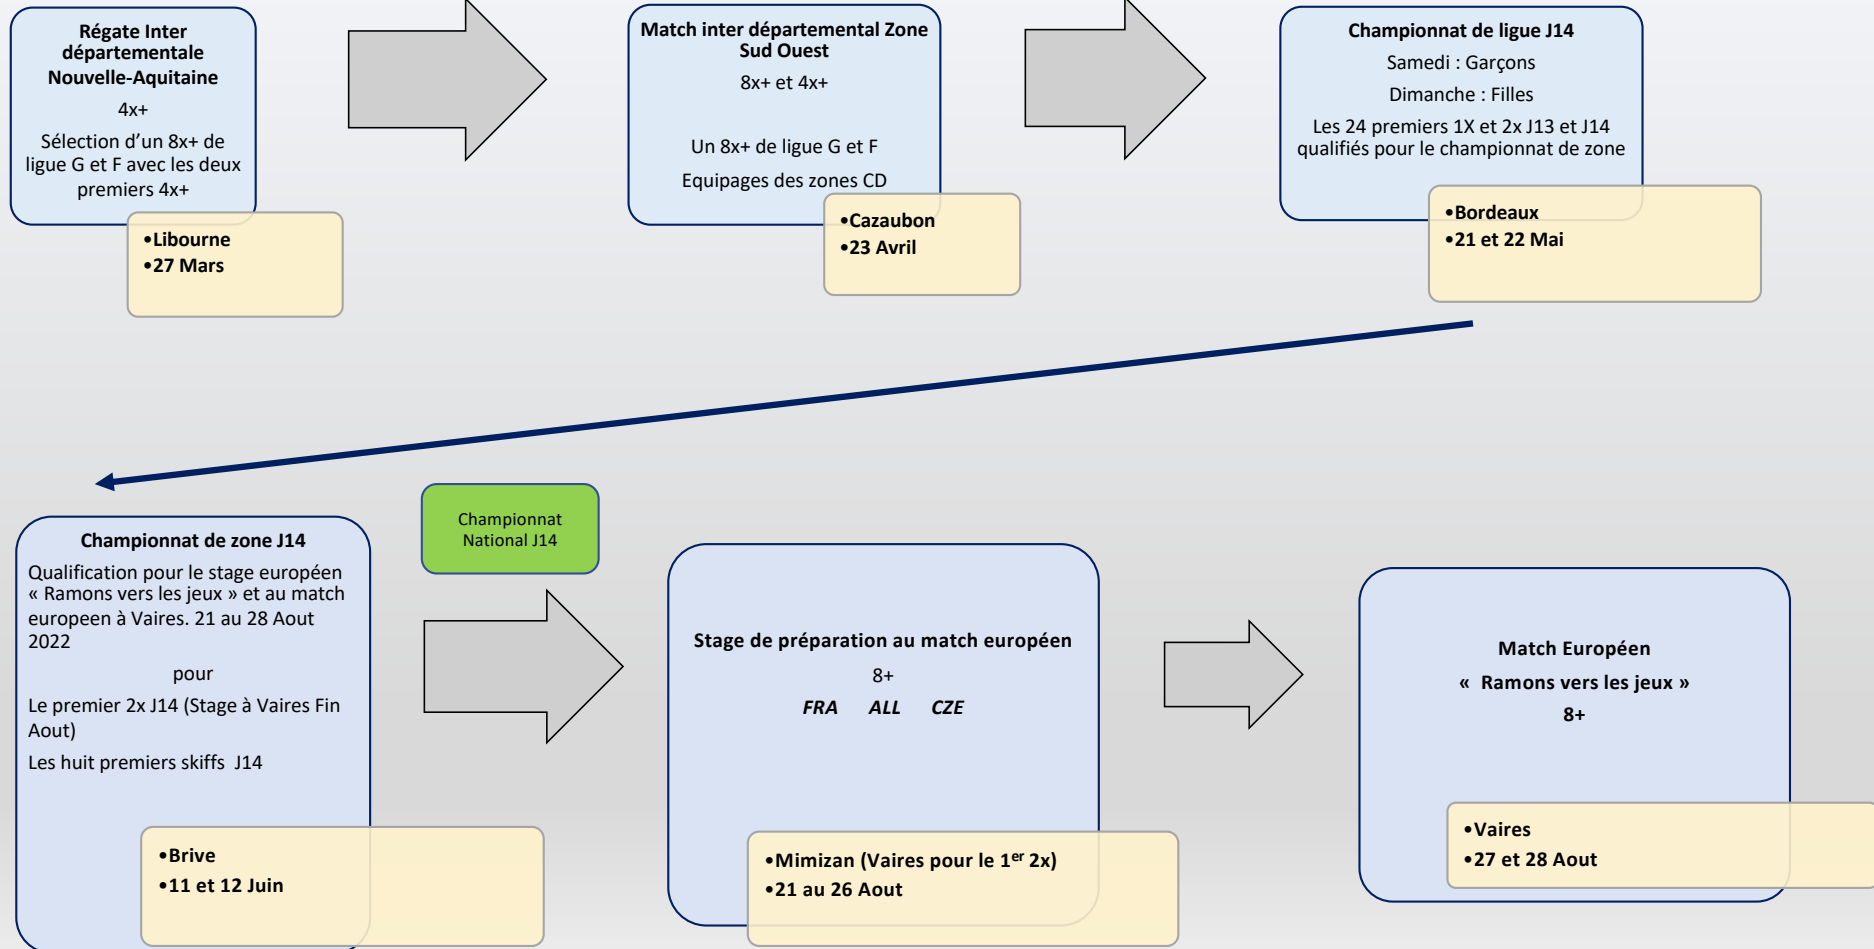 Régate Inter
départementale
Nouvelle-Aquitaine
4x+
Sélection d'un 8x+ de
ligue G et F avec les deux
premiers 4x+
•Libourne
•27 Mars
Match inter départemental Zone
Sud Ouest
8x+ et 4x+
Un 8x+ de ligue G et F
Equipages des zones CD
•Cazaubon
•23 Avril
Championnat de ligue J14
Samedi : Garçons
Dimanche : Filles
Les 24 premiers 1X et 2x J13 et J14
qualifiés pour le championnat de zone
•Bordeaux
•21 et 22 Mai
Championnat de zone J14
Qualification pour le stage européen
« Ramons vers les jeux » et au match
europeen à Vaires. 21 au 28 Aout
2022
pour
Le premier 2x J14 (Stage à Vaires Fin
Aout)
Les huit premiers skiffs  J14
•Brive
•11 et 12 Juin
Championnat
National J14
Stage de préparation au match européen
8+
FRA ALL CZE
•Mimizan (Vaires pour le 1er 2x)
•21 au 26 Aout
Match Européen
«  Ramons vers les jeux »
8+
•Vaires
•27 et 28 Aout